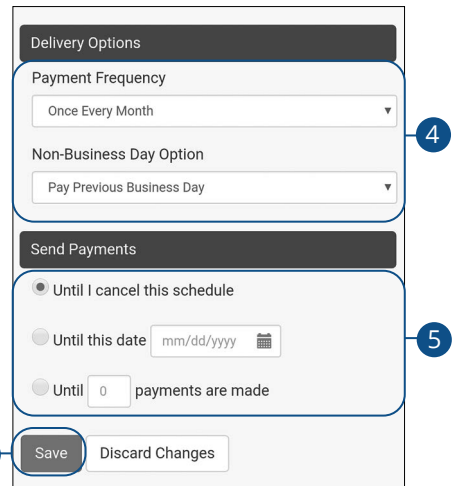 Delivery Options
Payment Frequency
Once Every Month
4
Non-Business Day Option
Pay Previous Business Day
Send Payments
Until I cancel this schedule
Until this date mm/dd/yyyy
5
Until 0 payments are made
Save Discard Changes